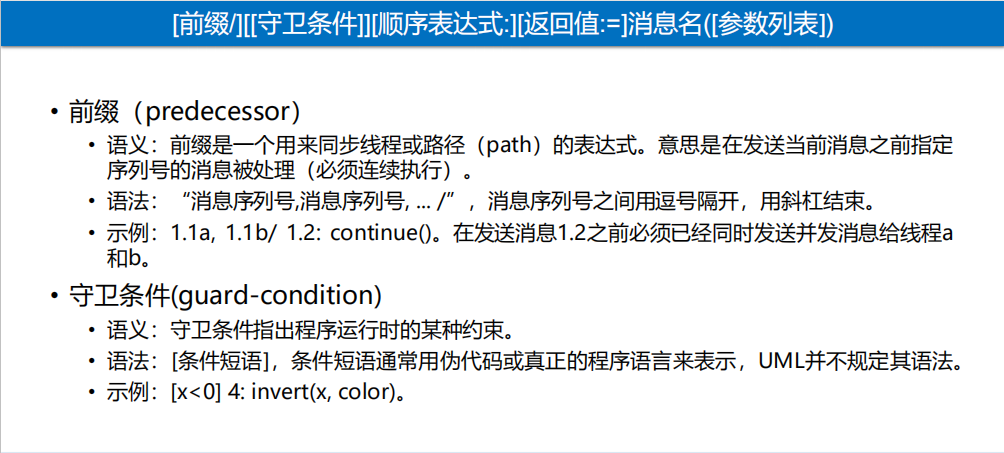 [前缀/][[守卫条件]][顺序表达式:][返回值:=]消息名([参数列表])
• 前缀（predecessor）
• 语义：前缀是一个用来同步线程或路径（path）的表达式。意思是在发送当前消息之前指定
序列号的消息被处理（必须连续执行）。
• 语法：“消息序列号,消息序列号, ... /”，消息序列号之间用逗号隔开，用斜杠结束。
• 示例：1.1a, 1.1b/ 1.2: continue()。在发送消息1.2之前必须已经同时发送并发消息给线程a
和b。
• 守卫条件(guard-condition)
• 语义：守卫条件指出程序运行时的某种约束。
• 语法：[条件短语]，条件短语通常用伪代码或真正的程序语言来表示，UML并不规定其语法。
• 示例：[x<0] 4: invert(x, color)。